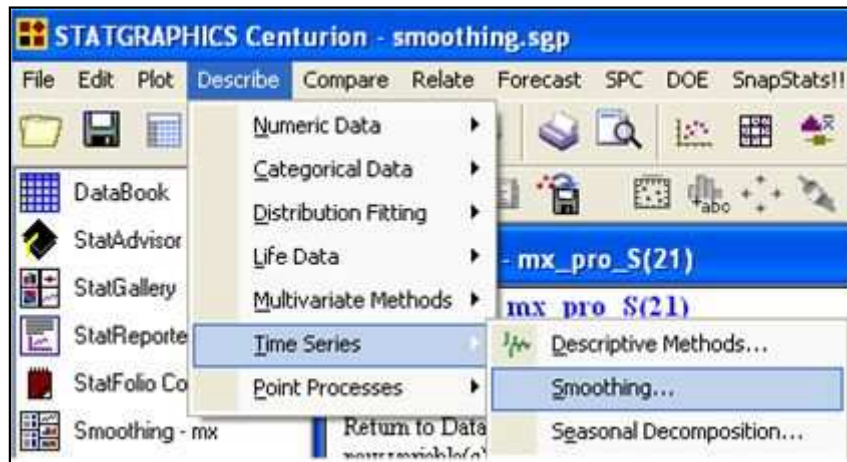 STATGRAPHICS Centurion - smoothing.sgp
File Edit Plot Describe Compare Relate Forecast SPC DOE SnapStats!!
Numeric Data
Categorical Data
Distribution Fitting
Life Data
Multivariate Methods
Time Series
Point Processes
DataBook
StatAdvisor
StatGallery
StatReporte
StatFolio Co
Smoothing - mx
abo
- mx_pro_S(21)
mx_pro_S(21)
Descriptive Methods...
Smoothing...
Seasonal Decomposition...
Return to Data